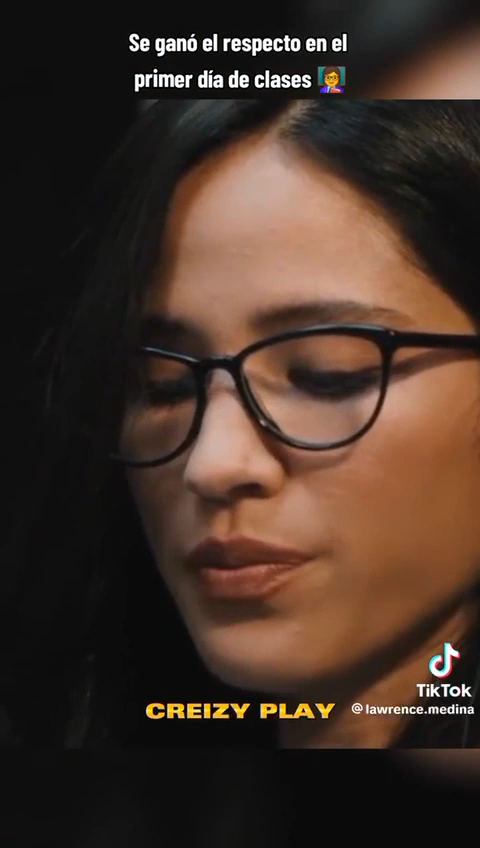 Se ganó el respecto en el
primer día de clases 👩‍🏫
CREIZY PLAY
TikTok
@lawrence.medina